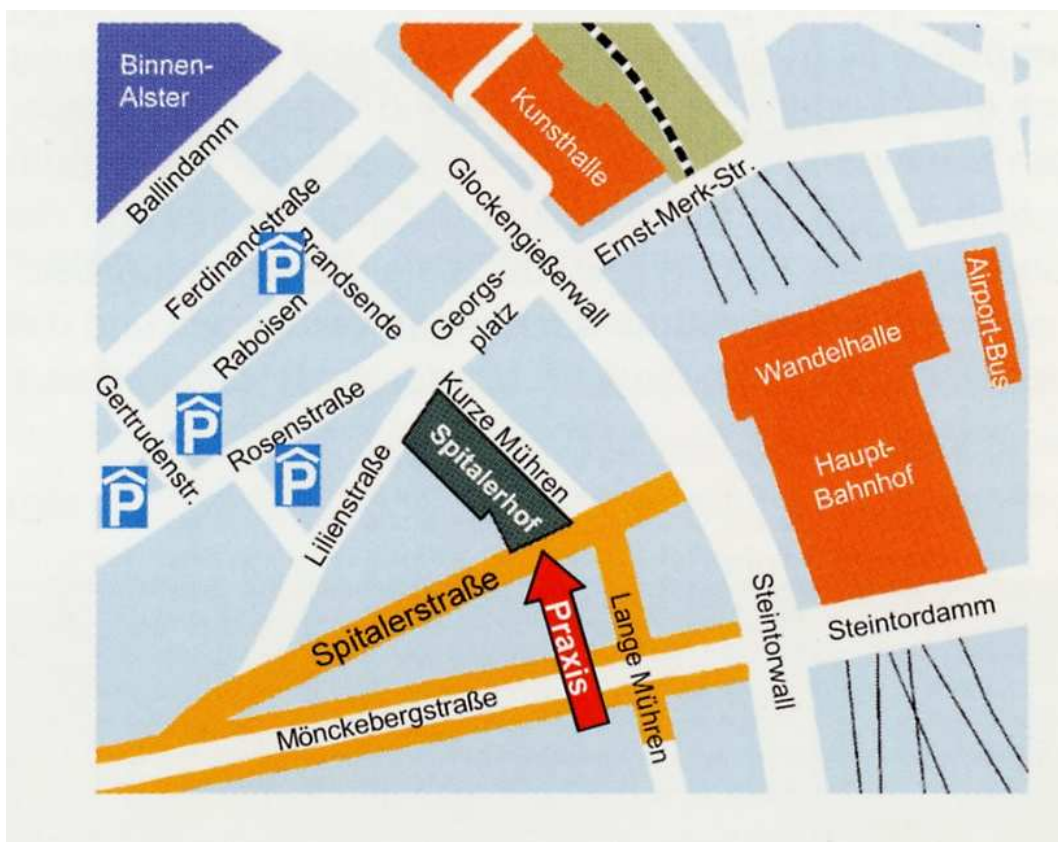 Binnen-
Alster
Ballindamm
Kunsthalle
Glockengießerwall
Ernst-Merk-Str.
Ferdinandstraße
P
Brandsende
Raboisen
Georgs-
platz
Airport-Bus
Wandelhalle
Haupt-
Bahnhof
Gertrudenstr.
P
Rosenstraße
P
P
Kurze Mühren
Spitalerhof
Lilienstraße
Spitalerstraße
Praxis
Lange Mühren
Steintorwall
Steintordamm
Mönckebergstraße